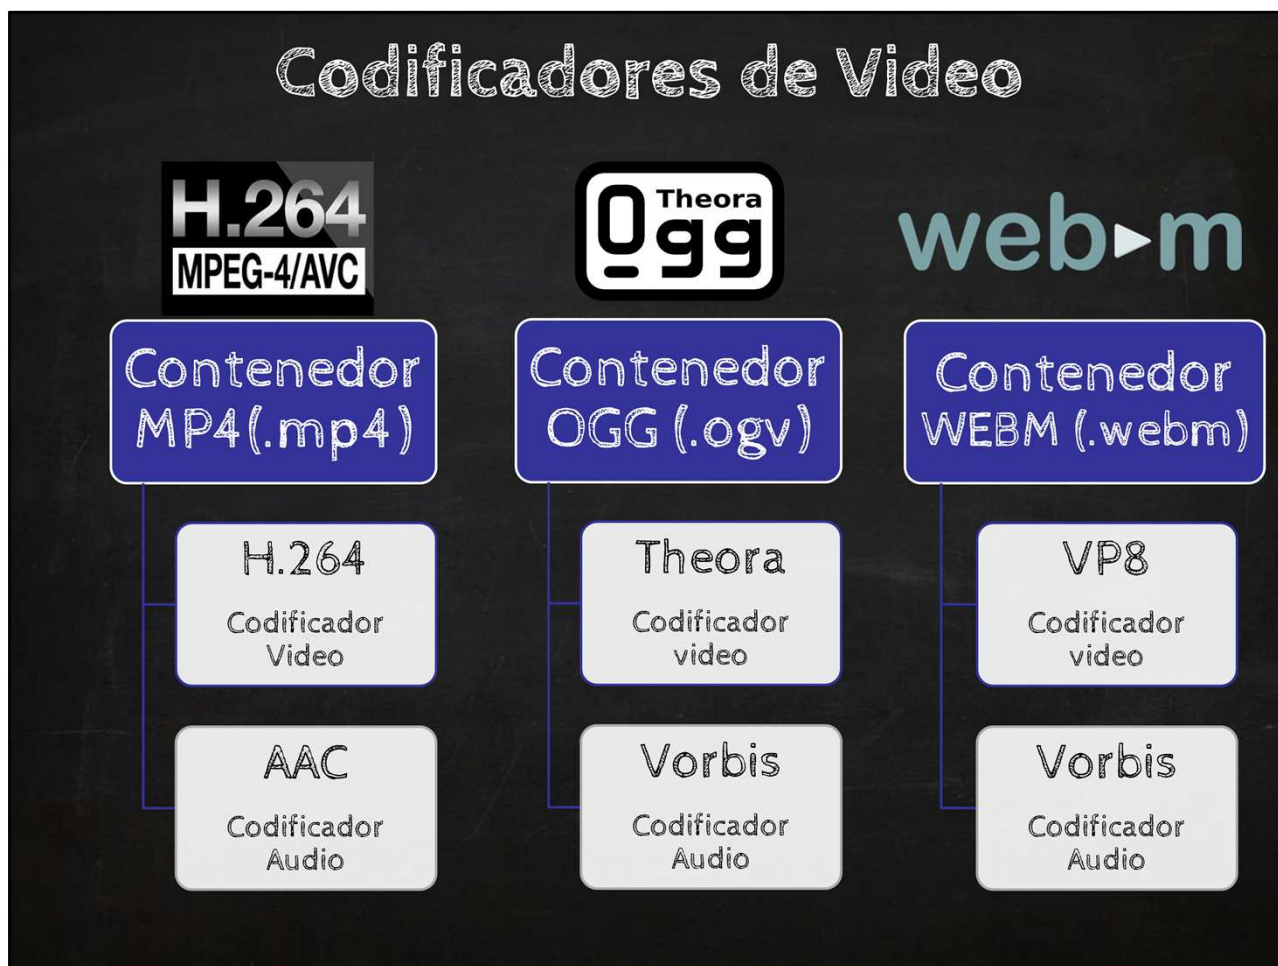 Codificadores de Video
H.264
MPEG-4/AVC
Theora
Ogg
web m
Contenedor
MP4(.mp4)
H.264
Codificador
Video
AAC
Codificador
Audio
Contenedor
OGG (.ogv)
Theora
Codificador
video
Vorbis
Codificador
Audio
Contenedor
WEBM (.webm)
VP8
Codificador
video
Vorbis
Codificador
Audio